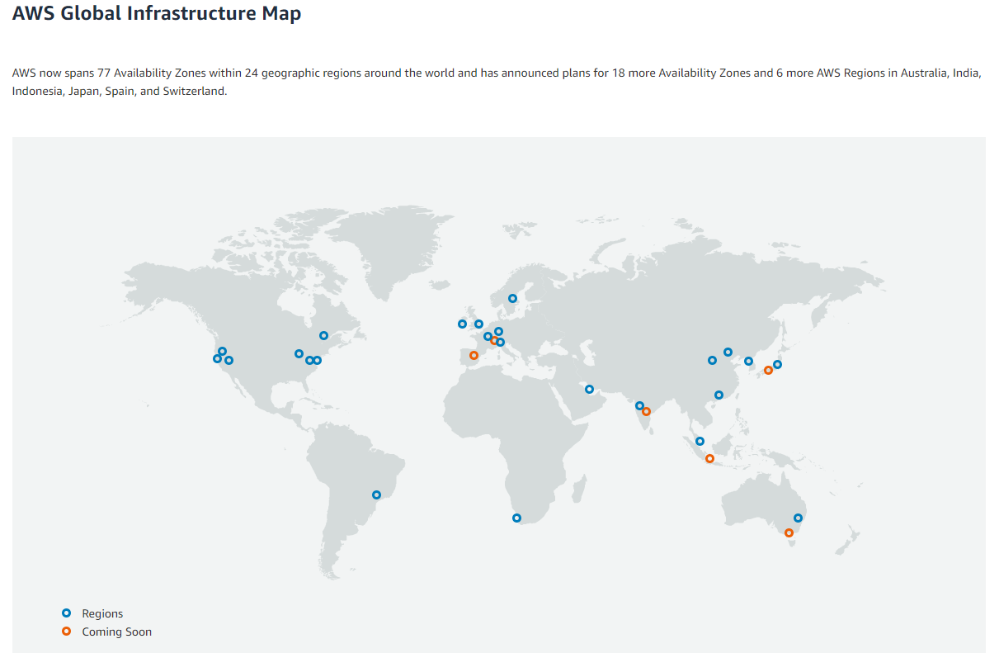 AWS Global Infrastructure Map
AWS now spans 77 Availability Zones within 24 geographic regions around the world and has announced plans for 18 more Availability Zones and 6 more AWS Regions in Australia, India,
Indonesia, Japan, Spain, and Switzerland.
Regions
Coming Soon